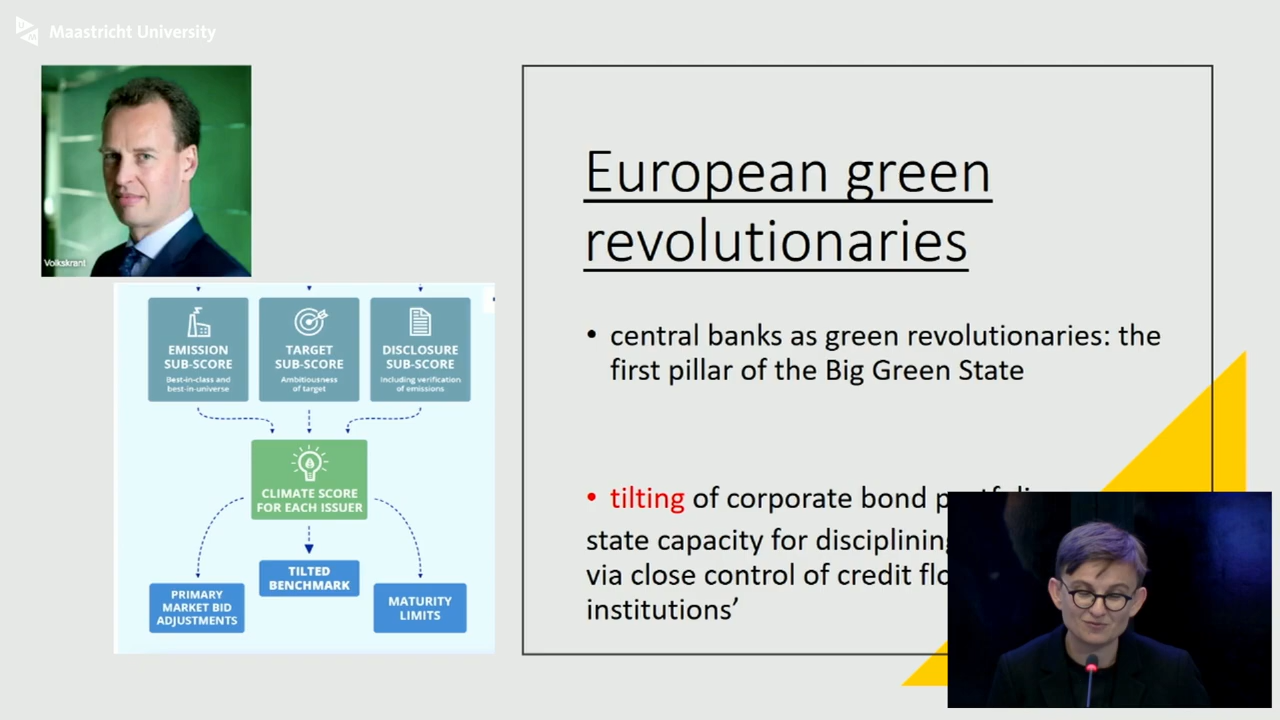 Maastricht University
Volkskrant
EMISSION
SUB-SCORE
Best-in-class and
best-in-universe
TARGET
SUB-SCORE
Ambitiousness
of target
DISCLOSURE
SUB-SCORE
Including verification
of emissions
CLIMATE SCORE
FOR EACH ISSUER
TILTED
BENCHMARK
PRIMARY
MARKET BID
ADJUSTMENTS
MATURITY
LIMITS
European green
revolutionaries
• central banks as green revolutionaries: the
first pillar of the Big Green State
• tilting of corporate bond
state capacity for disciplining
via close control of credit
institutions’